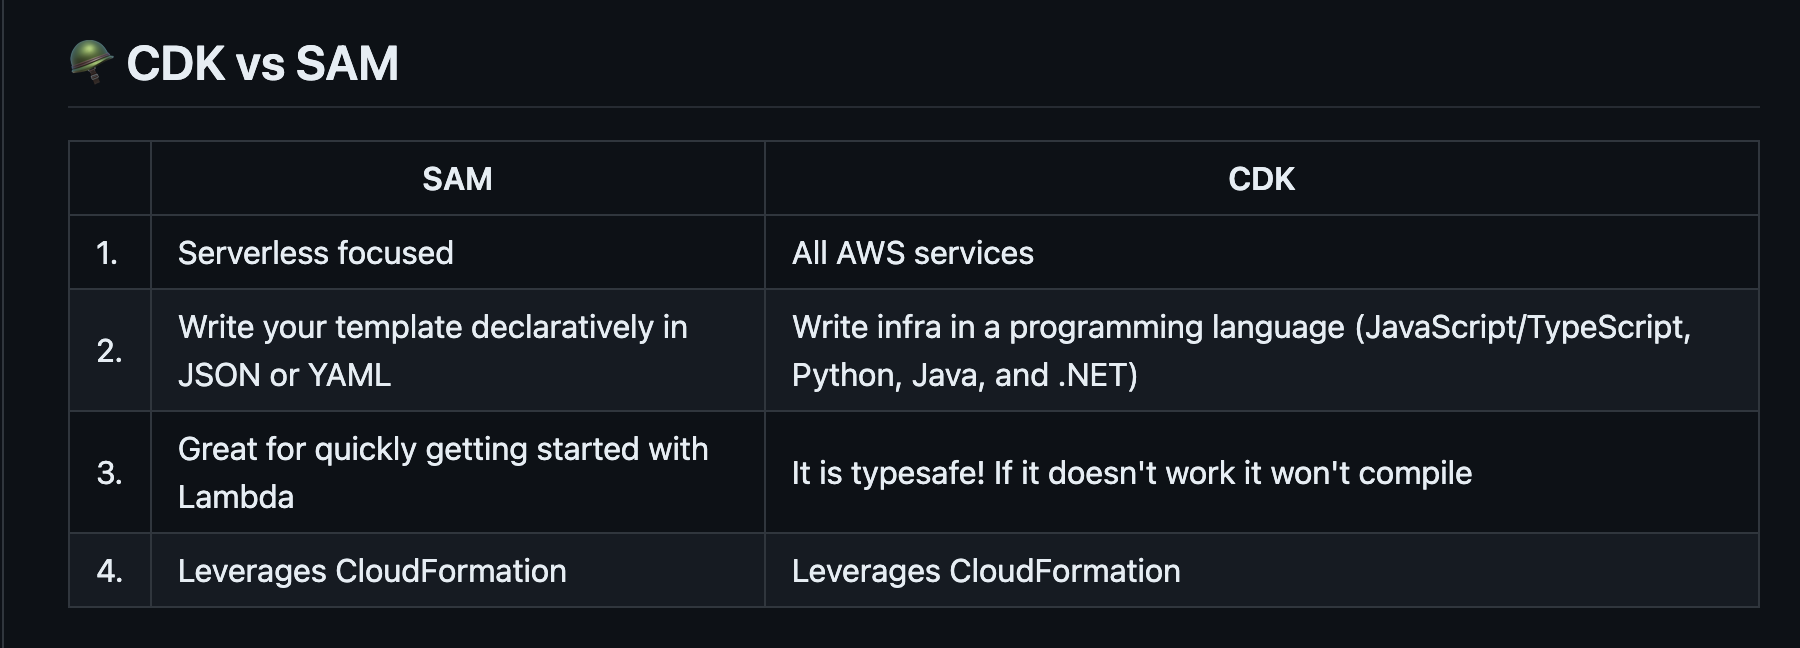 🪖 CDK vs SAM
SAM
CDK
1.
Serverless focused
All AWS services
2.
Write your template declaratively in
JSON or YAML
Write infra in a programming language (JavaScript/TypeScript,
Python, Java, and .NET)
3.
Great for quickly getting started with
Lambda
It is typesafe! If it doesn't work it won't compile
4.
Leverages CloudFormation
Leverages CloudFormation